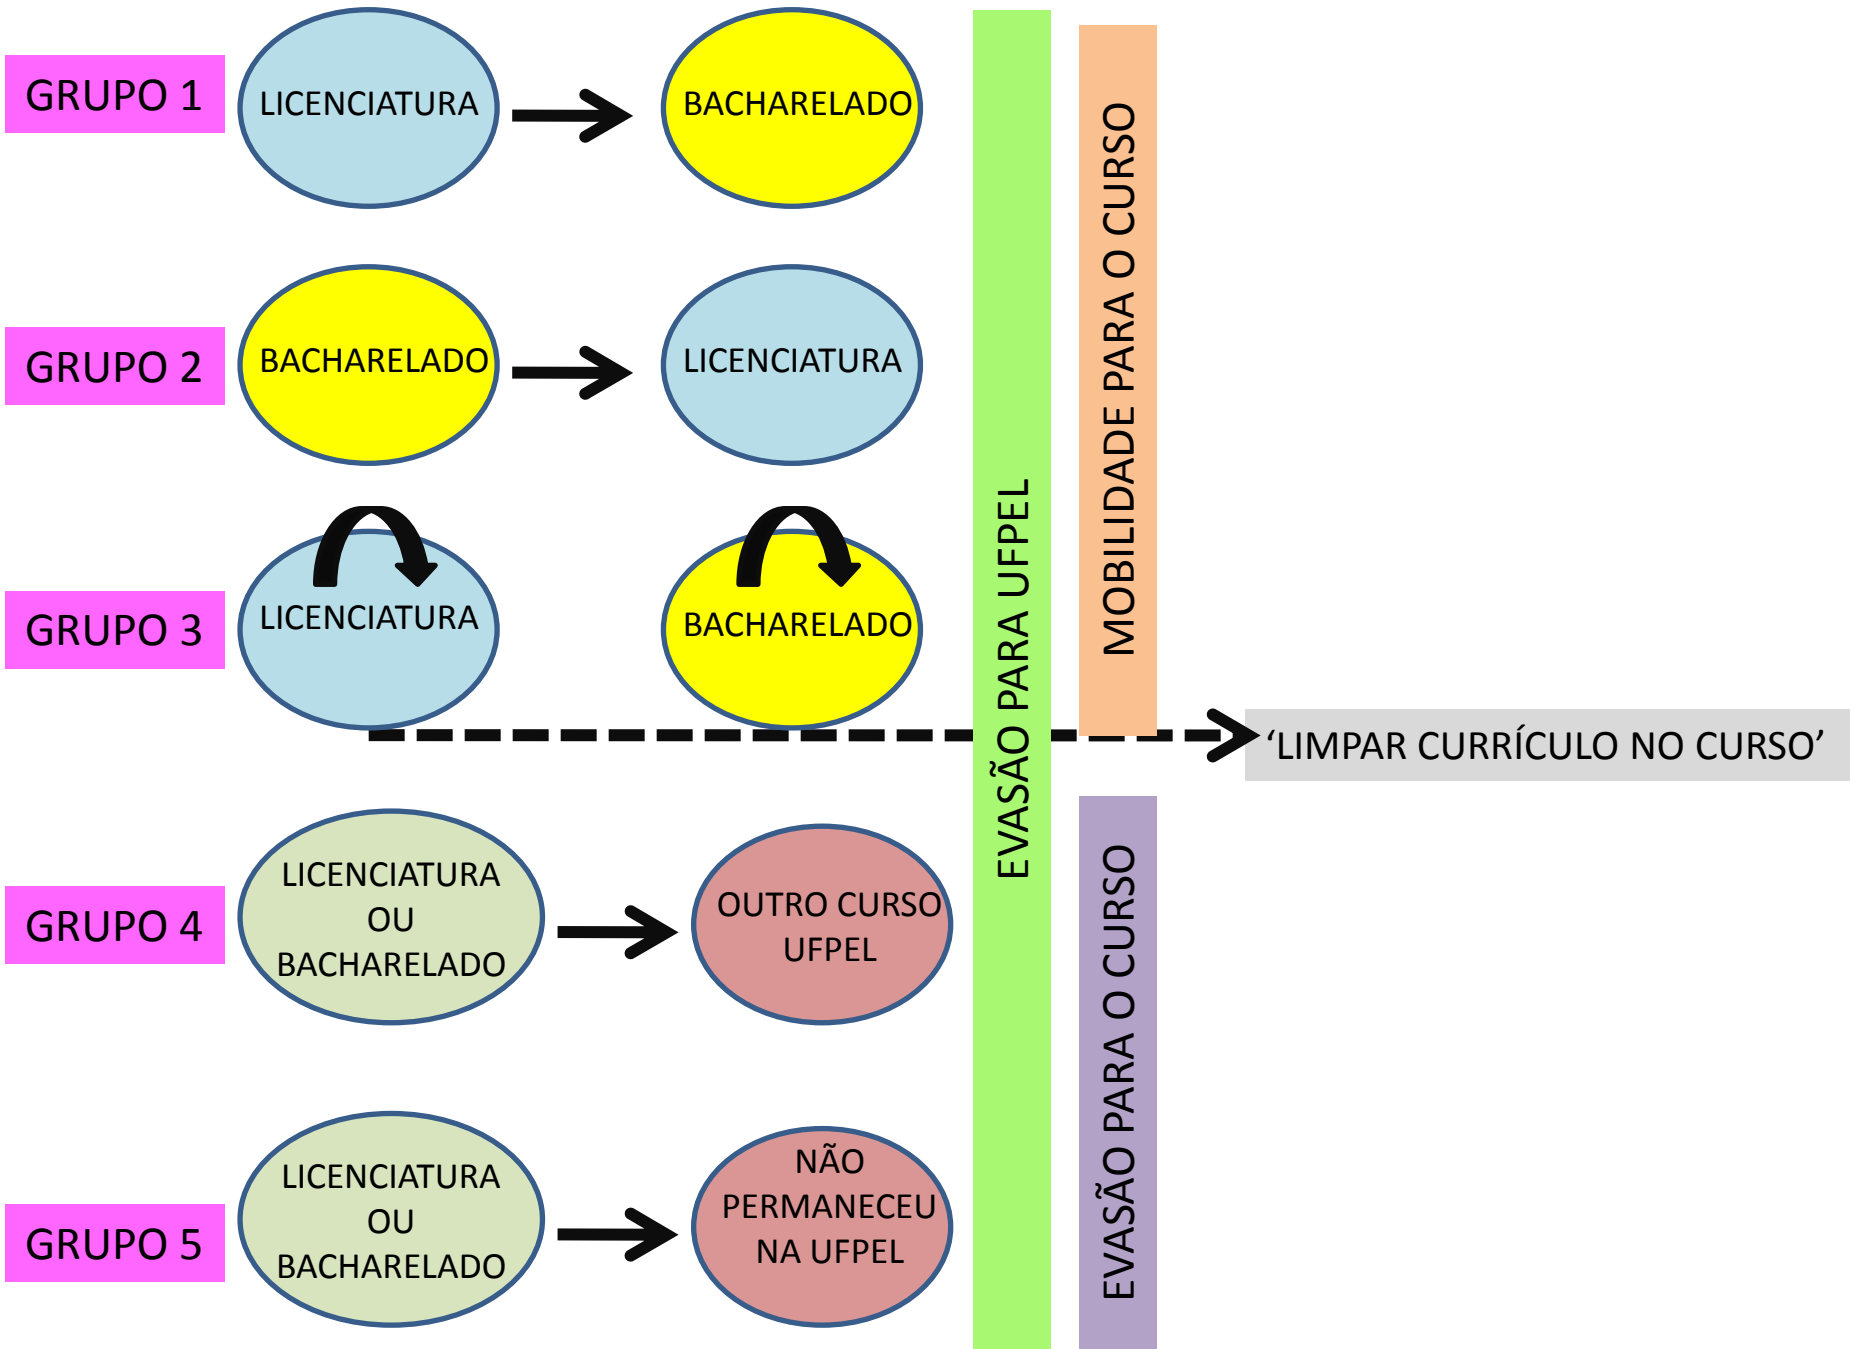 GRUPO 1
LICENCIATURA
BACHARELADO
GRUPO 2
BACHARELADO
LICENCIATURA
GRUPO 3
LICENCIATURA
BACHARELADO
GRUPO 4
LICENCIATURA
OU
BACHARELADO
OUTRO CURSO
UFPEL
GRUPO 5
LICENCIATURA
OU
BACHARELADO
NÃO
PERMANECEU
NA UFPEL
EVASÃO PARA UFPEL
MOBILIDADE PARA O CURSO
‘LIMPAR CURRÍCULO NO CURSO’
EVASÃO PARA O CURSO